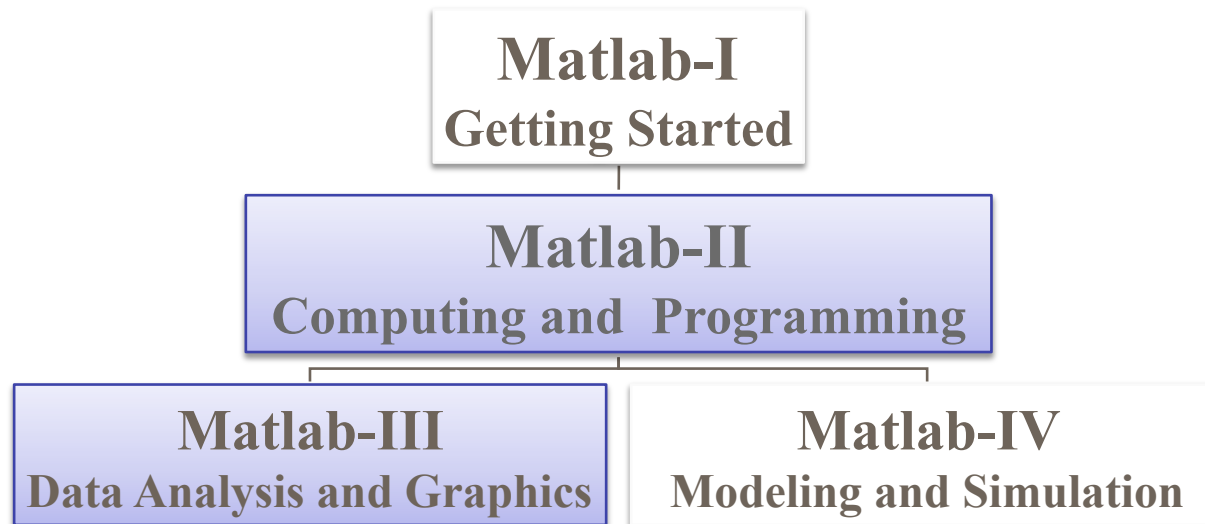 Matlab-I
Getting Started
Matlab-II
Computing and Programming
Matlab-III
Data Analysis and Graphics
Matlab-IV
Modeling and Simulation